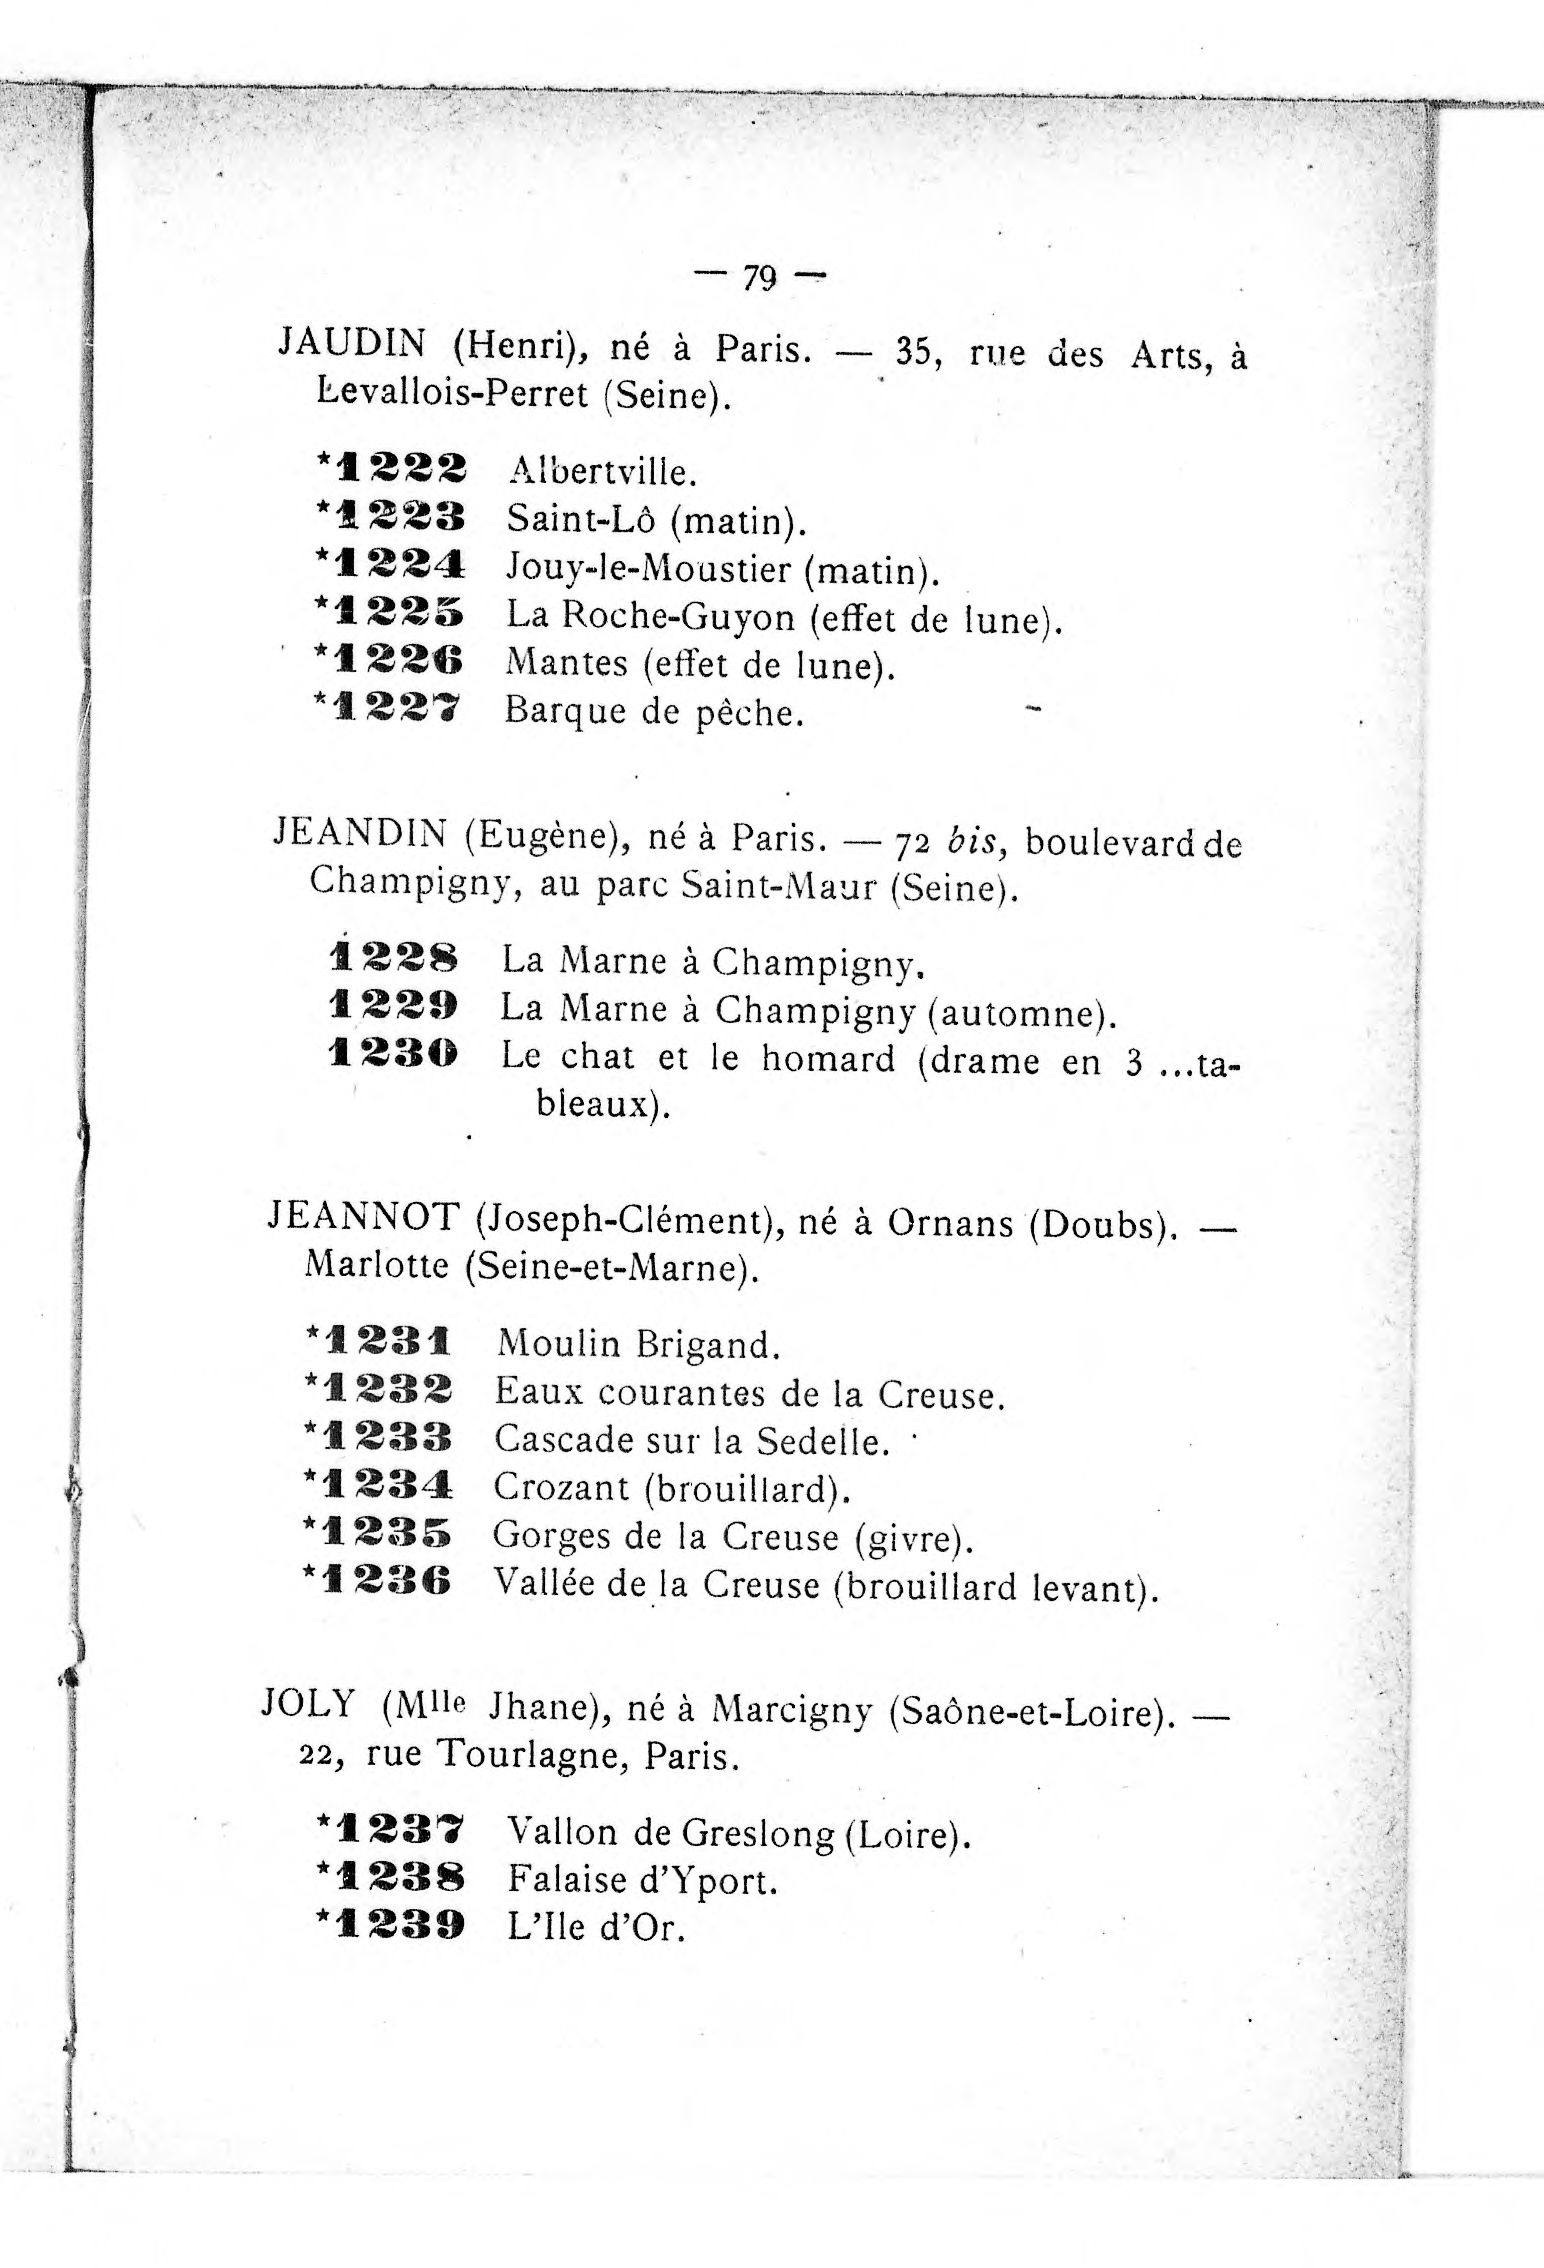 — 79 —
JAUDIN (Henri), né à Paris. — 35, rue des Arts, à
Levallois-Perret (Seine).
*1222 Albertville.
*1223 Saint-Lô (matin).
*1224 Jouy-le-Moustier (matin).
*1225 La Roche-Guyon (effet de lune).
*1226 Mantes (effet de lune).
*1227 Barque de pêche.
JEANDIN (Eugène), né à Paris. — 72 bis, boulevard de
Champigny, au parc Saint-Maur (Seine).
1228 La Marne à Champigny.
1229 La Marne à Champigny (automne).
1230 Le chat et le homard (drame en 3 ...ta-
bleaux).
JEANNOT (Joseph-Clément), né à Ornans (Doubs). —
Marlotte (Seine-et-Marne).
*1231 Moulin Brigand.
*1232 Eaux courantes de la Creuse.
*1233 Cascade sur la Sedelle.
*1234 Crozant (brouillard).
*1235 Gorges de la Creuse (givre).
*1236 Vallée de la Creuse (brouillard levant).
JOLY (Mlle Jhane), né à Marcigny (Saône-et-Loire). —
22, rue Tourlagne, Paris.
*1237 Vallon de Greslong (Loire).
*1238 Falaise d'Yport.
*1239 L'Ile d'Or.